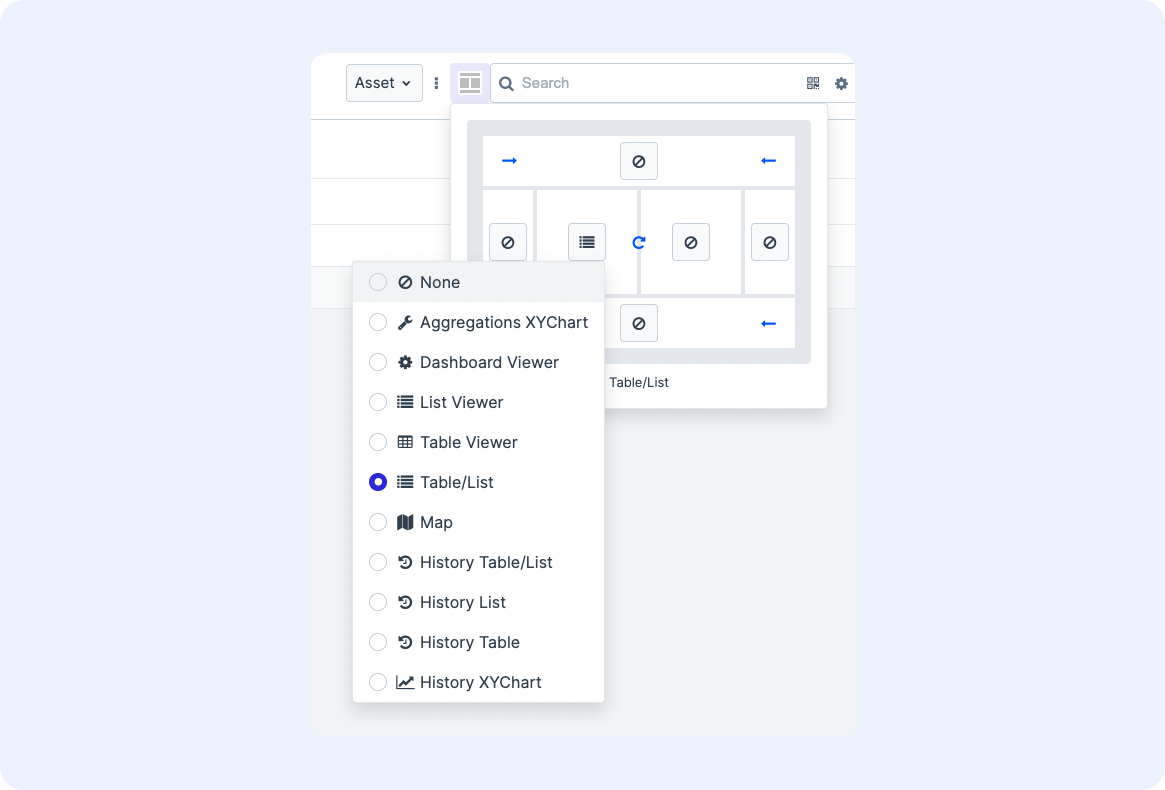 Asset
Search
None
Aggregations XYChart
Dashboard Viewer
Table/List
List Viewer
Table Viewer
Table/List
Map
History Table/List
History List
History Table
History XYChart